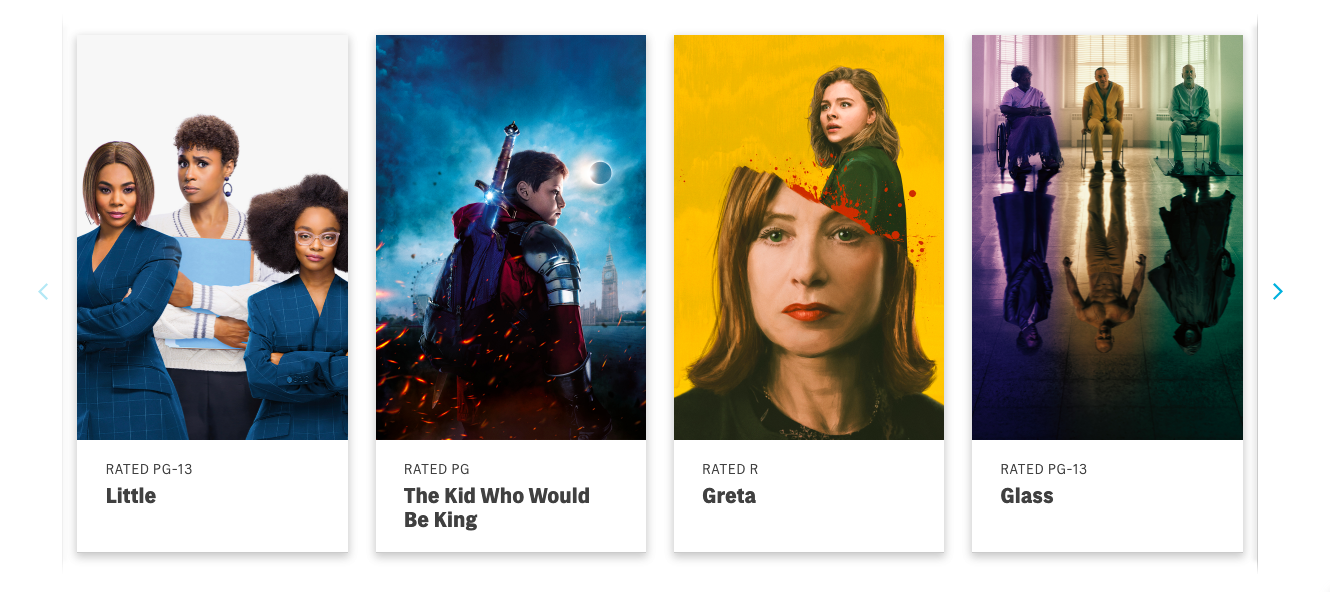 RATED PG-13
Little
RATED PG
The Kid Who Would
Be King
RATED R
Greta
RATED PG-13
Glass